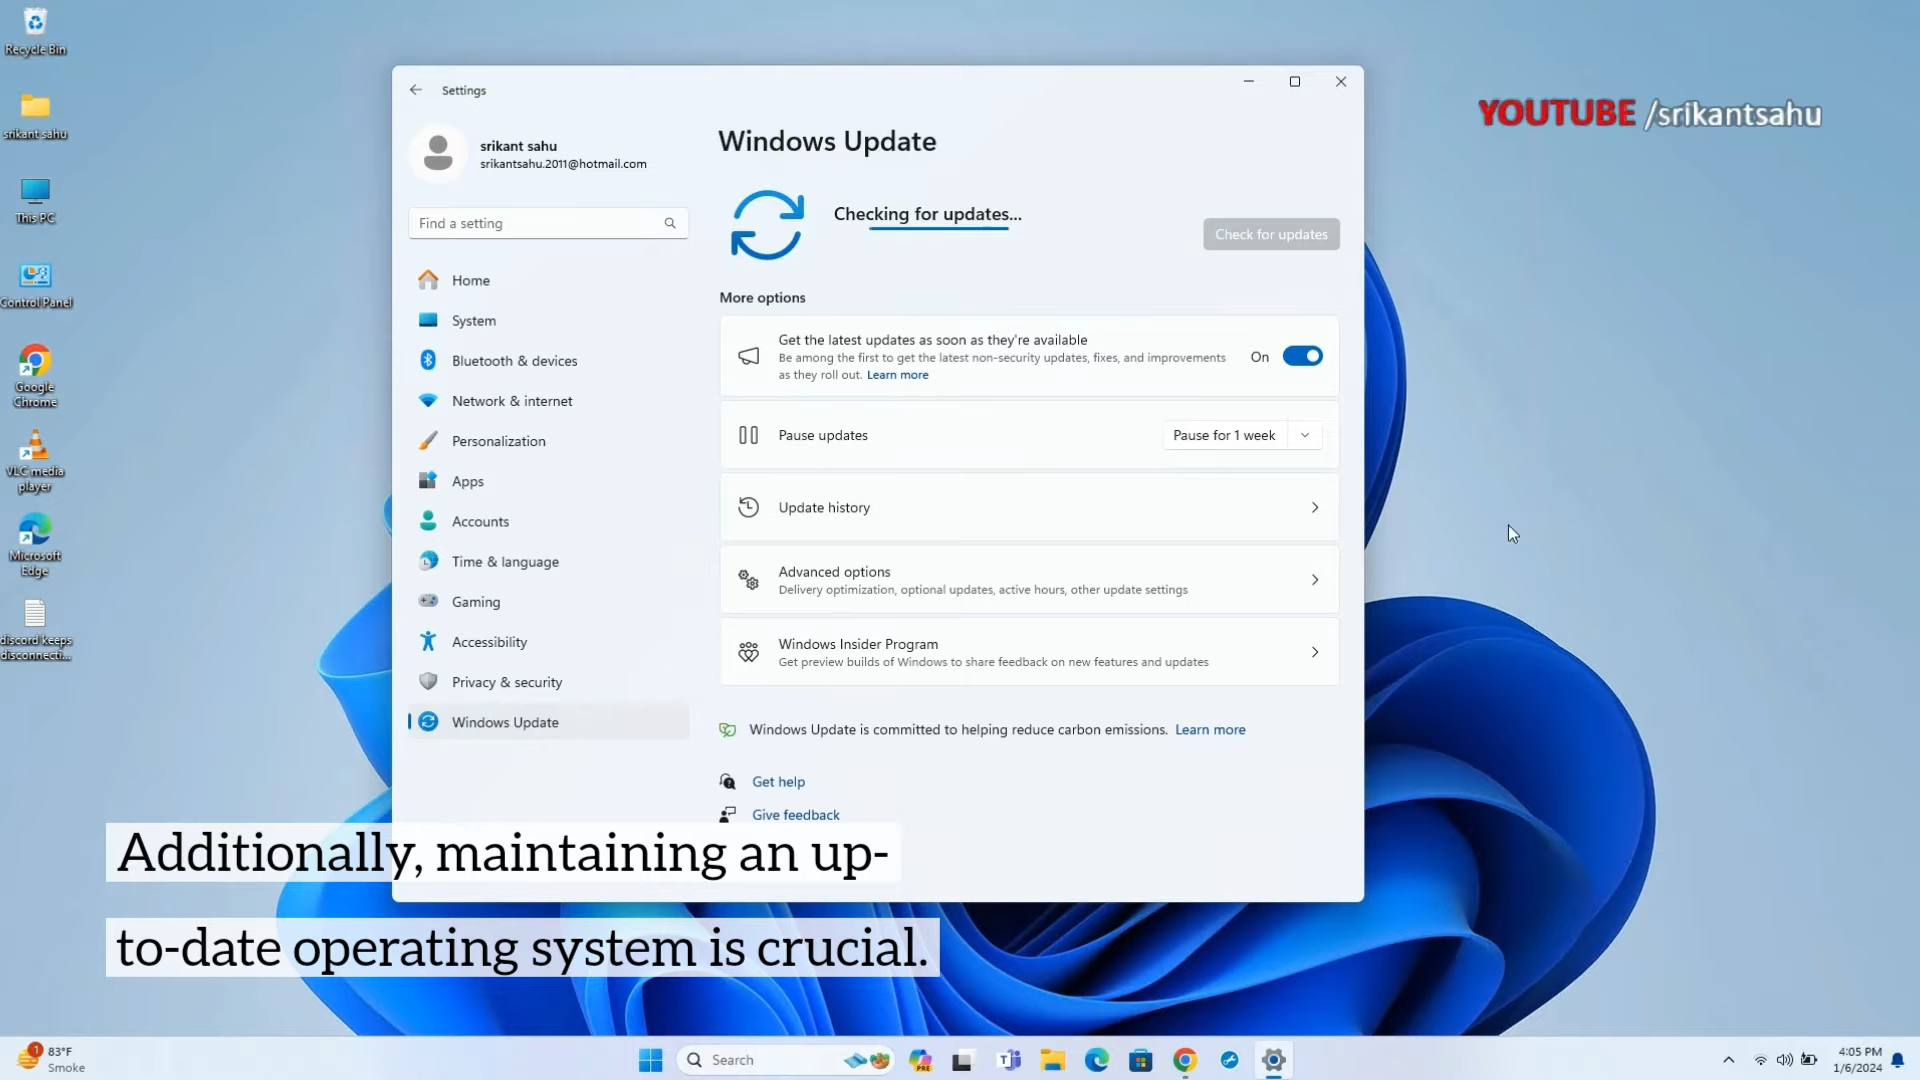 Recycle Bin
srikant sahu
This PC
Control Panel
Google
Chrome
VLC media
player
Microsoft
Edge
discord keeps
disconnecti...
Settings
srikant sahu
srikantsahu.2011@hotmail.com
Find a setting
Home
System
Bluetooth & devices
Network & internet
Personalization
Apps
Accounts
Time & language
Gaming
Accessibility
Privacy & security
Windows Update
Windows Update
Checking for updates...
Check for updates
More options
Get the latest updates as soon as they're available
Be among the first to get the latest non-security updates, fixes, and improvements
as they roll out. Learn more
On
Pause updates
Pause for 1 week
Update history
Advanced options
Delivery optimization, optional updates, active hours, other update settings
Windows Insider Program
Get preview builds of Windows to share feedback on new features and updates
Windows Update is committed to helping reduce carbon emissions. Learn more
Get help
Give feedback
YOUTUBE /srikantsahu
Additionally, maintaining an up-
to-date operating system is crucial.
1
83°F
Smoke
Search
PRE
4:05 PM
1/6/2024